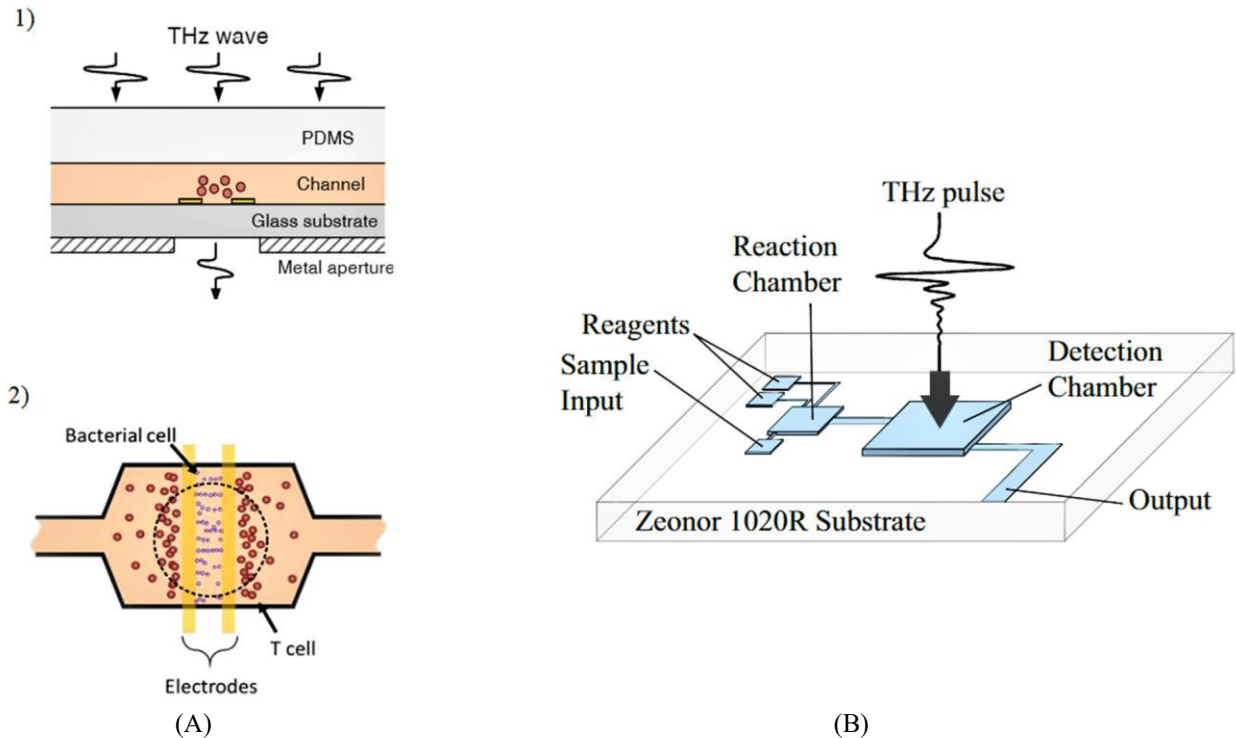 1)
THz wave
PDMS
Channel
Glass substrate
Metal aperture
2)
Bacterial cell
T cell
Electrodes
(A)
THz pulse
Reaction
Chamber
Reagents
Sample
Input
Detection
Chamber
Output
Zeonor 1020R Substrate
(B)